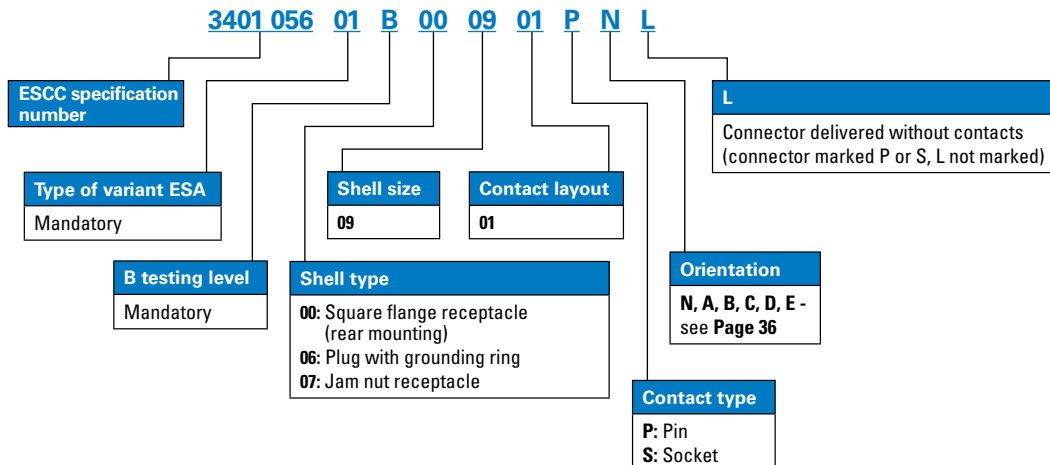 3401 056 01 B 00 09 01 P N L
ESCC specification
number
L
Connector delivered without contacts
(connector marked P or S, L not marked)
Type of variant ESA
Mandatory
Shell size
09
Contact layout
01
B testing level
Mandatory
Shell type
00: Square flange receptacle
(rear mounting)
06: Plug with grounding ring
07: Jam nut receptacle
Orientation
N, A, B, C, D, E -
see Page 36
Contact type
P: Pin
S: Socket